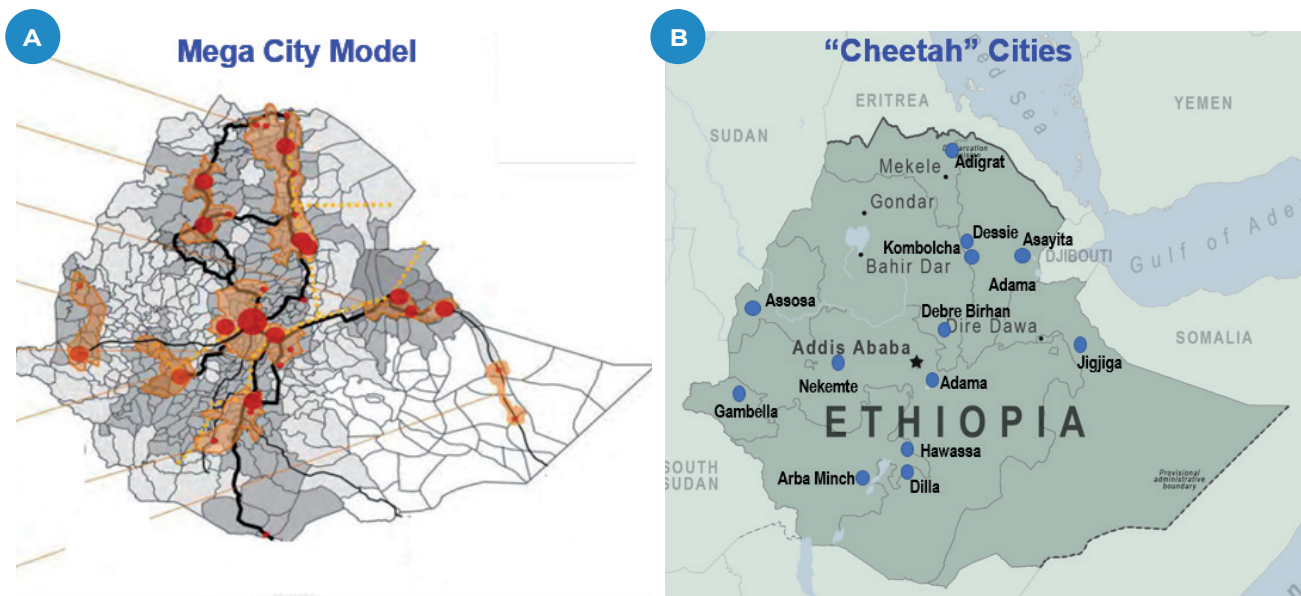 A
Mega City Model
B
“Cheetah” Cities
Red Sea
ERITREA
YEMEN
SUDAN
Adigrat
Mekele
Gondar
Dessie
Kombolcha
Asayita
DJIBOUTI
Gulf of Ade
Bahir Dar
Adama
Assosa
Debre Birhan
Dire Dawa
SOMALIA
Addis Ababa
Jigjiga
Nekemte
Adama
Gambella
ETHIOPIA
Hawassa
SOUTH
SUDAN
Arba Minch
Dilla
Provisional
administrative
boundary